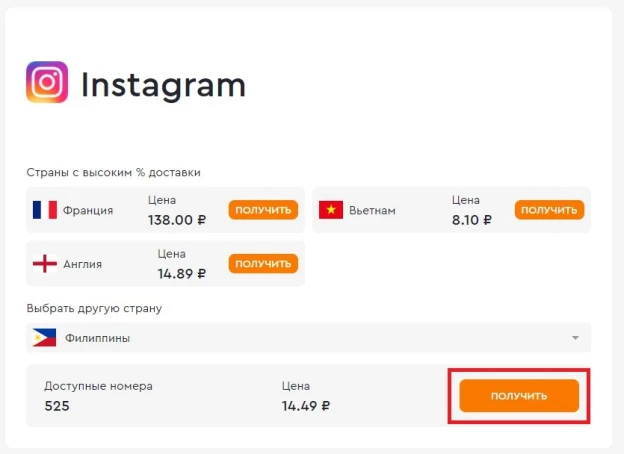 Instagram
Страны с высоким % доставки
Франция
Цена
138.00 ₽
ПОЛУЧИТЬ
Вьетнам
Цена
8.10 ₽
ПОЛУЧИТЬ
Англия
Цена
14.89 ₽
ПОЛУЧИТЬ
Выбрать другую страну
Филиппины
Доступные номера
525
Цена
14.49 ₽
ПОЛУЧИТЬ